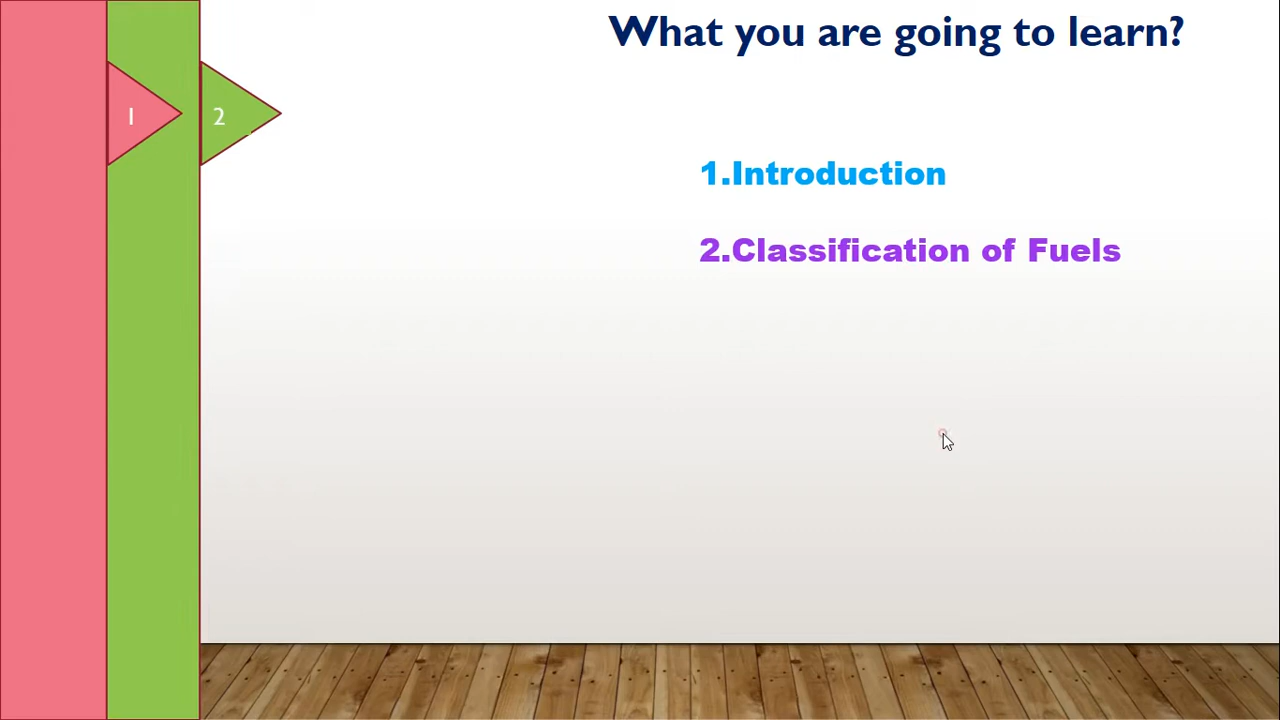 What you are going to learn?
1
2
1.Introduction
2.Classification of Fuels